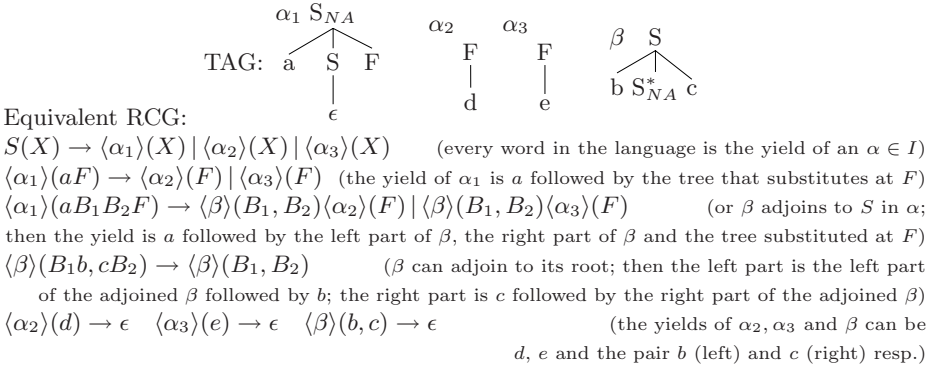 α₁ S_NA
α₂ α₃
β S
TAG: a S F
F F
b S*_NA c
d e
ϵ
Equivalent RCG:
S(X) → ⟨α₁⟩(X) | ⟨α₂⟩(X) | ⟨α₃⟩(X) (every word in the language is the yield of an α ∈ I)
⟨α₁⟩(aF) → ⟨α₂⟩(F) | ⟨α₃⟩(F) (the yield of α₁ is a followed by the tree that substitutes at F)
⟨α₁⟩(aB₁B₂F) → ⟨β⟩(B₁, B₂)⟨α₂⟩(F) | ⟨β⟩(B₁, B₂)⟨α₃⟩(F) (or β adjoins to S in α;
then the yield is a followed by the left part of β, the right part of β and the tree substituted at F)
⟨β⟩(B₁b, cB₂) → ⟨β⟩(B₁, B₂) (β can adjoin to its root; then the left part is the left part
of the adjoined β followed by b; the right part is c followed by the right part of the adjoined β)
⟨α₂⟩(d) → ϵ ⟨α₃⟩(e) → ϵ ⟨β⟩(b, c) → ϵ (the yields of α₂, α₃ and β can be
d, e and the pair b (left) and c (right) resp.)